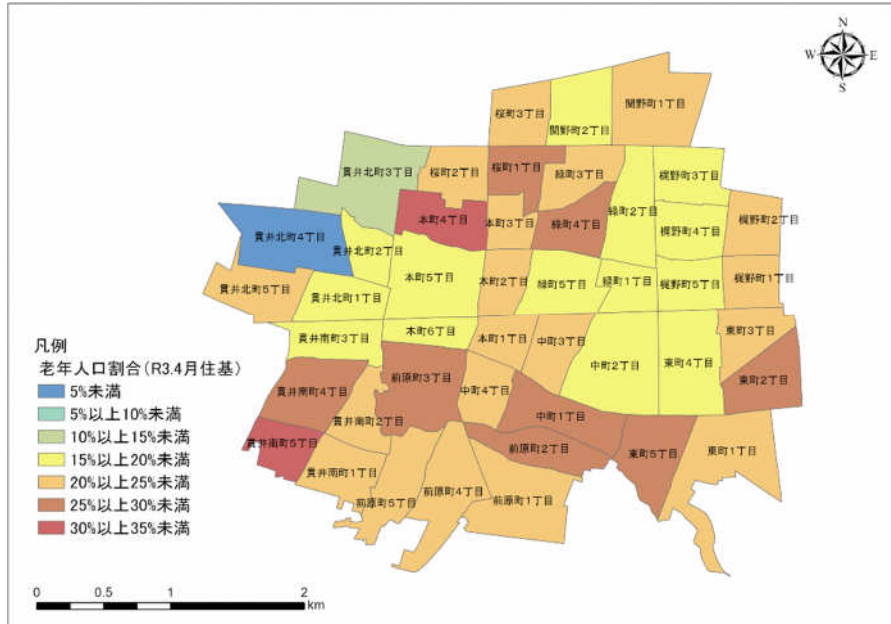 N
W E
S
桜町3丁目
関野町2丁目
関野町1丁目
貫井北町3丁目
桜町2丁目
桜町1丁目
緑町3丁目
梶野町3丁目
本町4丁目
本町3丁目
緑町4丁目
緑町2丁目
梶野町4丁目
梶野町2丁目
貫井北町4丁目
貫井北町2丁目
貫井北町5丁目
貫井北町1丁目
本町5丁目
本町2丁目
緑町5丁目
緑町1丁目
梶野町5丁目
梶野町1丁目
貫井南町3丁目
本町6丁目
本町1丁目
中町3丁目
中町2丁目
東町4丁目
東町3丁目
東町2丁目
貫井南町4丁目
前原町3丁目
中町4丁目
中町1丁目
貫井南町2丁目
貫井南町5丁目
前原町2丁目
東町5丁目
東町1丁目
貫井南町1丁目
前原町5丁目
前原町4丁目
前原町1丁目
凡例
老年人口割合(R3.4月住基)
5%未満
5%以上10%未満
10%以上15%未満
15%以上20%未満
20%以上25%未満
25%以上30%未満
30%以上35%未満
0 0.5 1 2
km